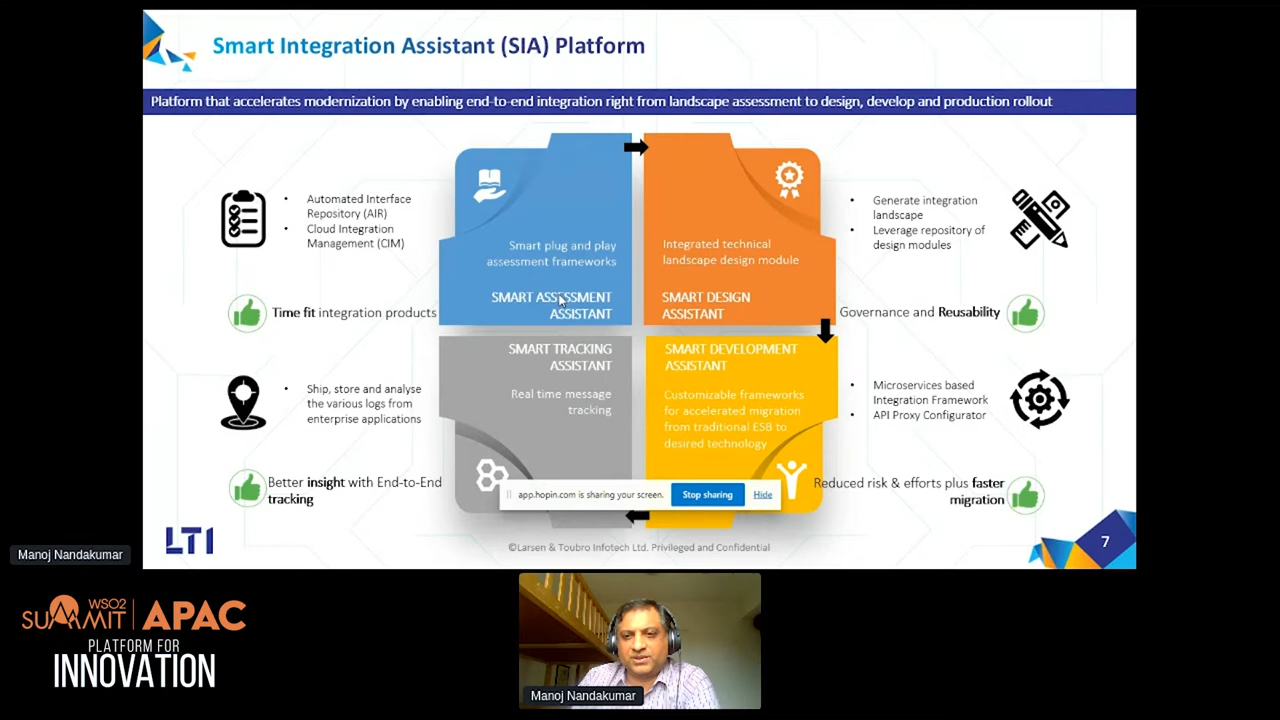 Smart Integration Assistant (SIA) Platform
Platform that accelerates modernization by enabling end-to-end integration right from landscape assessment to design, develop and production rollout
• Automated Interface
Repository (AIR)
• Cloud Integration
Management (CIM)
Time fit integration products
Smart plug and play
assessment frameworks
SMART ASSESSMENT
ASSISTANT
Integrated technical
landscape design module
SMART DESIGN
ASSISTANT
• Generate integration
landscape
• Leverage repository of
design modules
Governance and Reusability
• Ship, store and analyse
the various logs from
enterprise applications
Better insight with End-to-End
tracking
SMART TRACKING
ASSISTANT
Real time message
tracking
SMART DEVELOPMENT
ASSISTANT
Customizable frameworks
for accelerated migration
from traditional ESB to
desired technology
• Microservices based
Integration Framework
• API Proxy Configurator
Reduced risk & efforts plus faster
migration
app.hopin.com is sharing your screen.
Stop sharing
Hide
LTI
©Larsen & Toubro Infotech Ltd. Privileged and Confidential
7
Manoj Nandakumar
WSO2
SUMMIT APAC
PLATFORM FOR
INNOVATION
Manoj Nandakumar